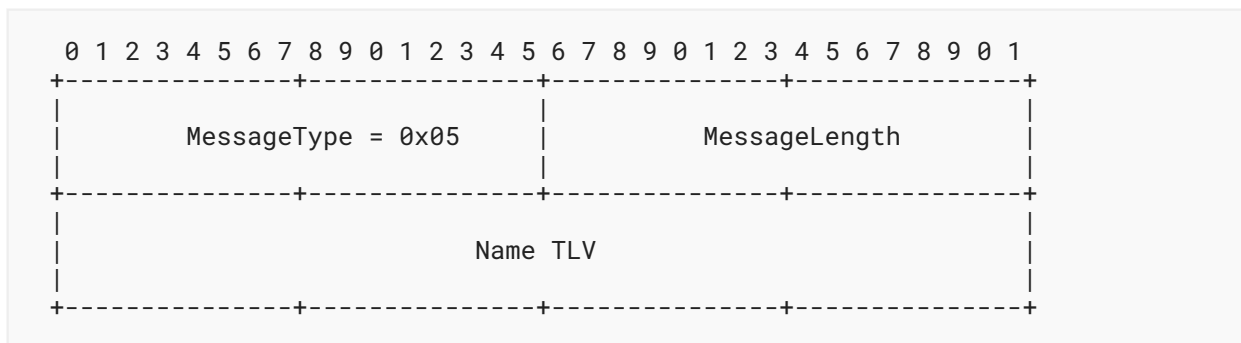 0 1 2 3 4 5 6 7 8 9 0 1 2 3 4 5 6 7 8 9 0 1 2 3 4 5 6 7 8 9 0 1
MessageType = 0x05 MessageLength
Name TLV